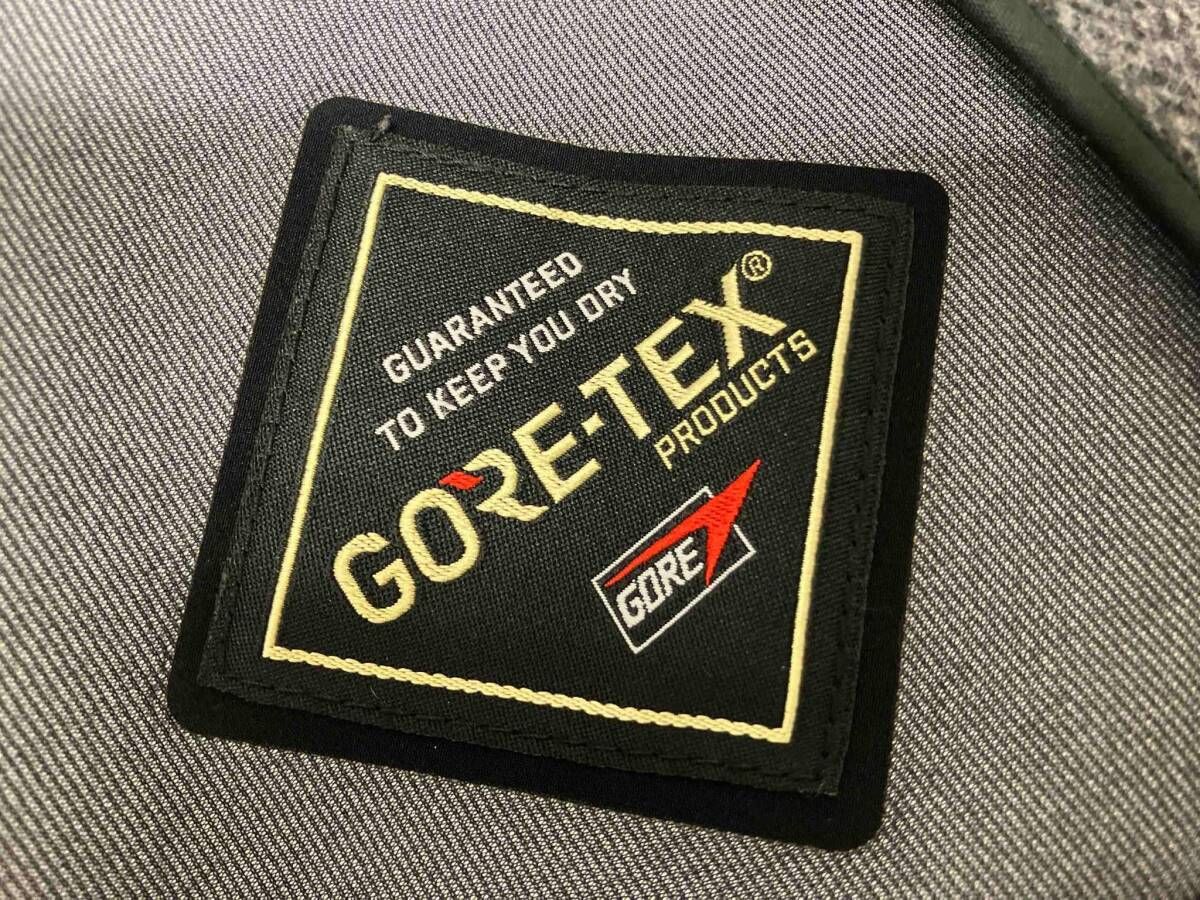 GUARANTEED
TO KEEP YOU DRY
GORE-TEX®
PRODUCTS
GORE